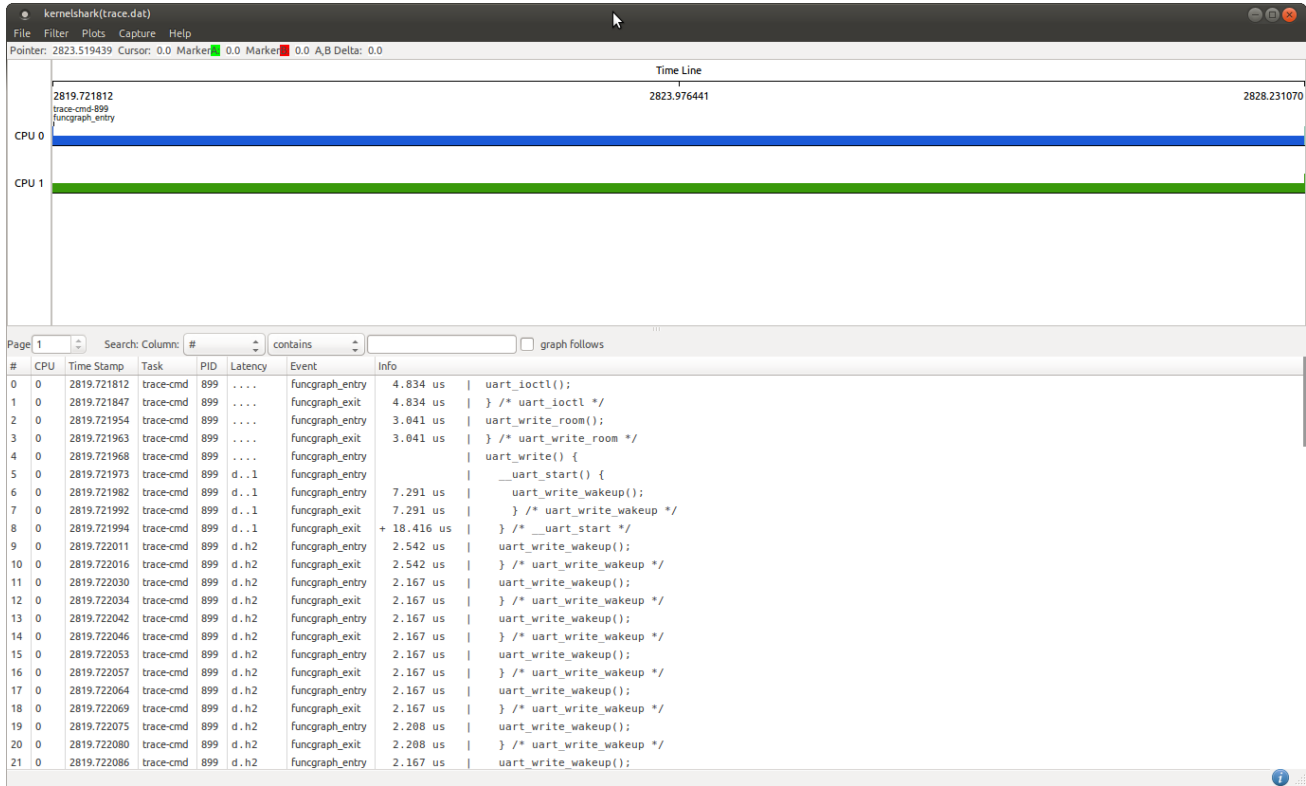 kernelshark(trace.dat)
File Filter Plots Capture Help
Pointer: 2823.519439 Cursor: 0.0 MarkerA: 0.0 Marker 0.0 A,B Delta: 0.0
Time Line
2819.721812 2823.976441 2828.231070
trace-cmd-899
funcgraph_entry
CPU 0
CPU 1
Page 1 Search: Column: # contains graph follows
# CPU Time Stamp Task PID Latency Event Info
0 0 2819.721812 trace-cmd 899 .... funcgraph_entry 4.834 us | uart_ioctl();
1 0 2819.721847 trace-cmd 899 .... funcgraph_exit 4.834 us | } /* uart_ioctl */
2 0 2819.721954 trace-cmd 899 .... funcgraph_entry 3.041 us | uart_write_room();
3 0 2819.721963 trace-cmd 899 .... funcgraph_exit 3.041 us | } /* uart_write_room */
4 0 2819.721968 trace-cmd 899 .... funcgraph_entry | uart_write() {
5 0 2819.721973 trace-cmd 899 d..1 funcgraph_entry | __uart_start() {
6 0 2819.721982 trace-cmd 899 d..1 funcgraph_entry 7.291 us | uart_write_wakeup();
7 0 2819.721992 trace-cmd 899 d..1 funcgraph_exit 7.291 us | } /* uart_write_wakeup */
8 0 2819.721994 trace-cmd 899 d..1 funcgraph_exit + 18.416 us | } /* __uart_start */
9 0 2819.722011 trace-cmd 899 d.h2 funcgraph_entry 2.542 us | uart_write_wakeup();
10 0 2819.722016 trace-cmd 899 d.h2 funcgraph_exit 2.542 us | } /* uart_write_wakeup */
11 0 2819.722030 trace-cmd 899 d.h2 funcgraph_entry 2.167 us | uart_write_wakeup();
12 0 2819.722034 trace-cmd 899 d.h2 funcgraph_exit 2.167 us | } /* uart_write_wakeup */
13 0 2819.722042 trace-cmd 899 d.h2 funcgraph_entry 2.167 us | uart_write_wakeup();
14 0 2819.722046 trace-cmd 899 d.h2 funcgraph_exit 2.167 us | } /* uart_write_wakeup */
15 0 2819.722053 trace-cmd 899 d.h2 funcgraph_entry 2.167 us | uart_write_wakeup();
16 0 2819.722057 trace-cmd 899 d.h2 funcgraph_exit 2.167 us | } /* uart_write_wakeup */
17 0 2819.722064 trace-cmd 899 d.h2 funcgraph_entry 2.167 us | uart_write_wakeup();
18 0 2819.722069 trace-cmd 899 d.h2 funcgraph_exit 2.167 us | } /* uart_write_wakeup */
19 0 2819.722075 trace-cmd 899 d.h2 funcgraph_entry 2.208 us | uart_write_wakeup();
20 0 2819.722080 trace-cmd 899 d.h2 funcgraph_exit 2.208 us | } /* uart_write_wakeup */
21 0 2819.722086 trace-cmd 899 d.h2 funcgraph_entry 2.167 us | uart_write_wakeup();